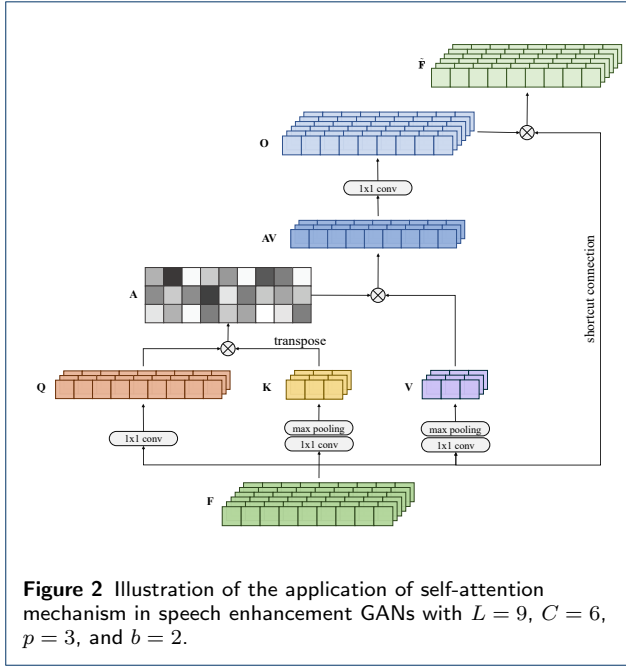 F̃
O
1x1 conv
AV
A
shortcut connection
transpose
Q
K
V
max pooling
max pooling
1x1 conv
1x1 conv
1x1 conv
F
Figure 2 Illustration of the application of self-attention
mechanism in speech enhancement GANs with L = 9, C = 6,
p = 3, and b = 2.